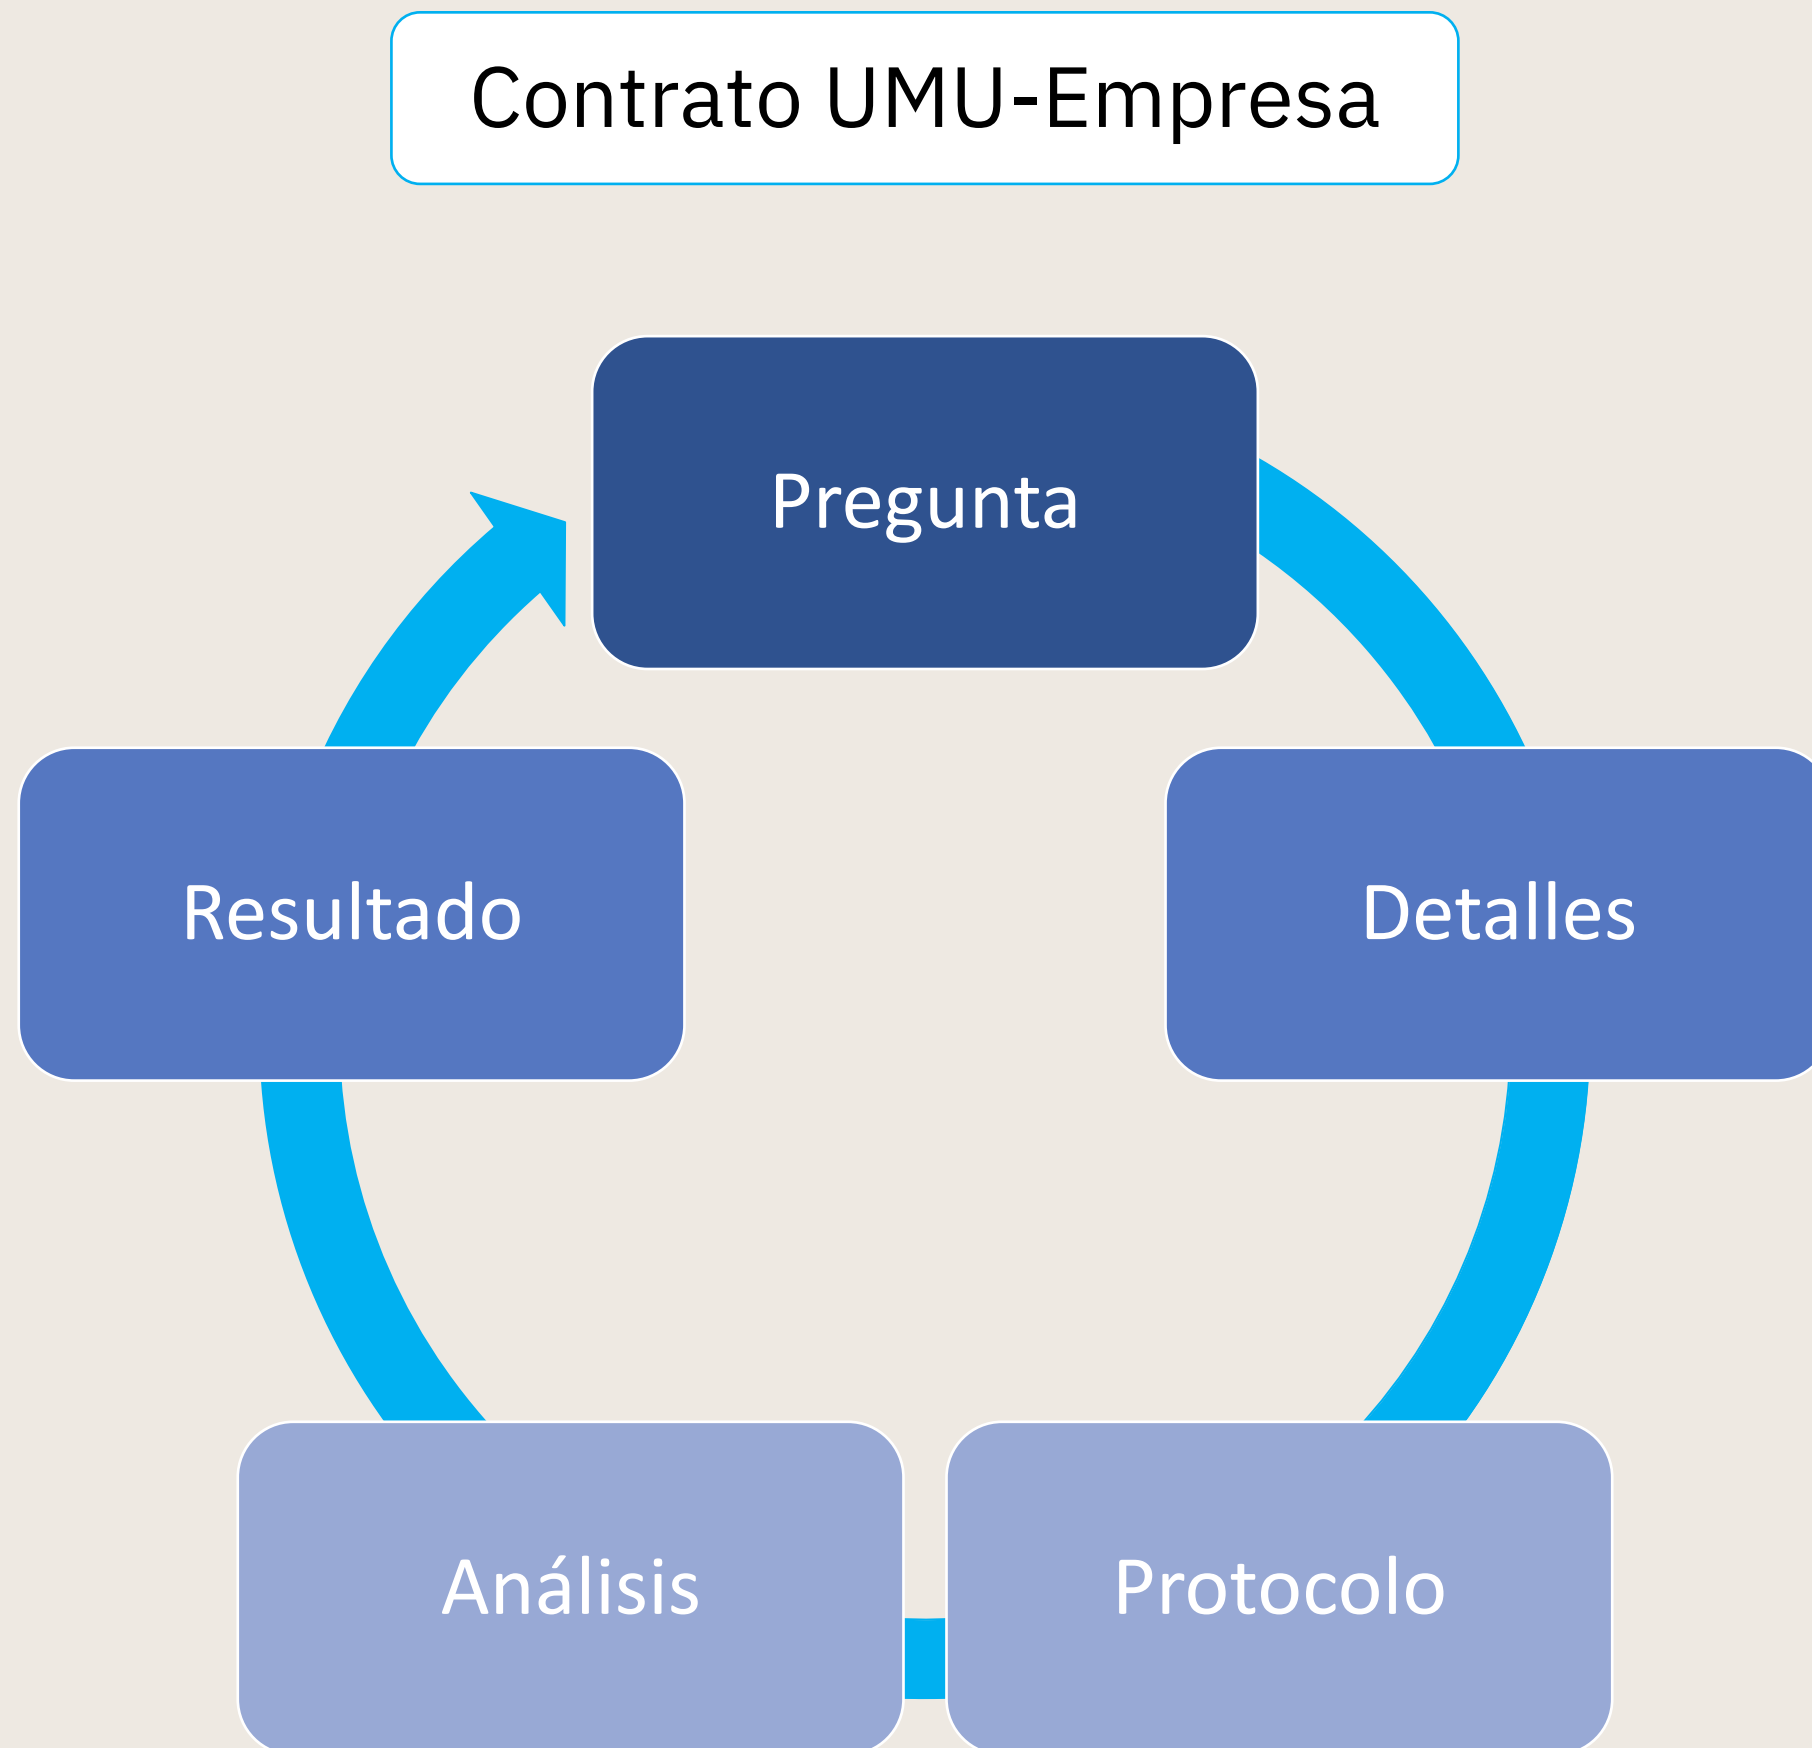 Contrato UMU-Empresa
Pregunta
Detalles
Protocolo
Análisis
Resultado